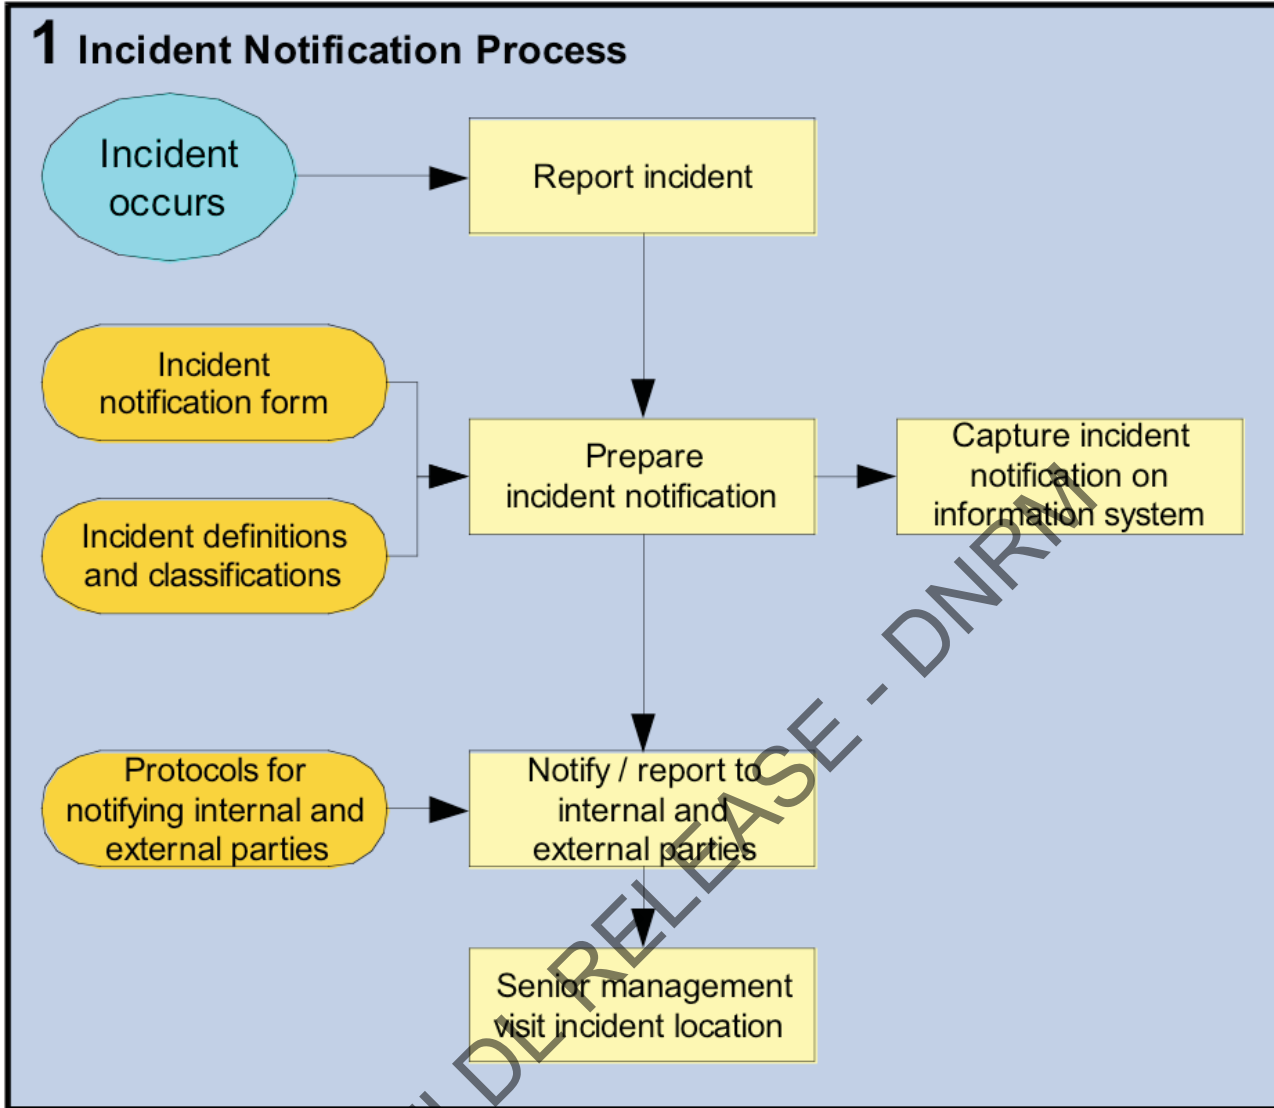 1 Incident Notification Process
Incident
occurs
Report incident
Incident
notification form
Prepare
incident notification
Capture incident
notification on
information system
Incident definitions
and classifications
Protocols for
notifying internal and
external parties
Notify / report to
internal and
external parties
Senior management
visit incident location
DL RELEASE - DNRM